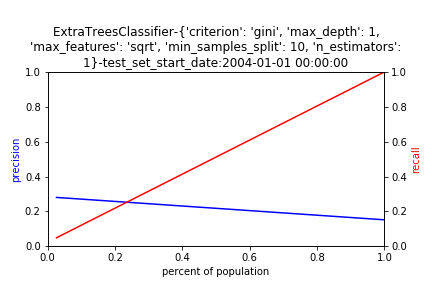 ExtraTreesClassifier-{'criterion': 'gini', 'max_depth': 1,
'max_features': 'sqrt', 'min_samples_split': 10, 'n_estimators':
1}-test_set_start_date:2004-01-01 00:00:00
1.0 1.0
0.8 0.8
0.6 0.6
precision recall
0.4 0.4
0.2 0.2
0.0 0.0
0.0 0.2 0.4 0.6 0.8 1.0
percent of population